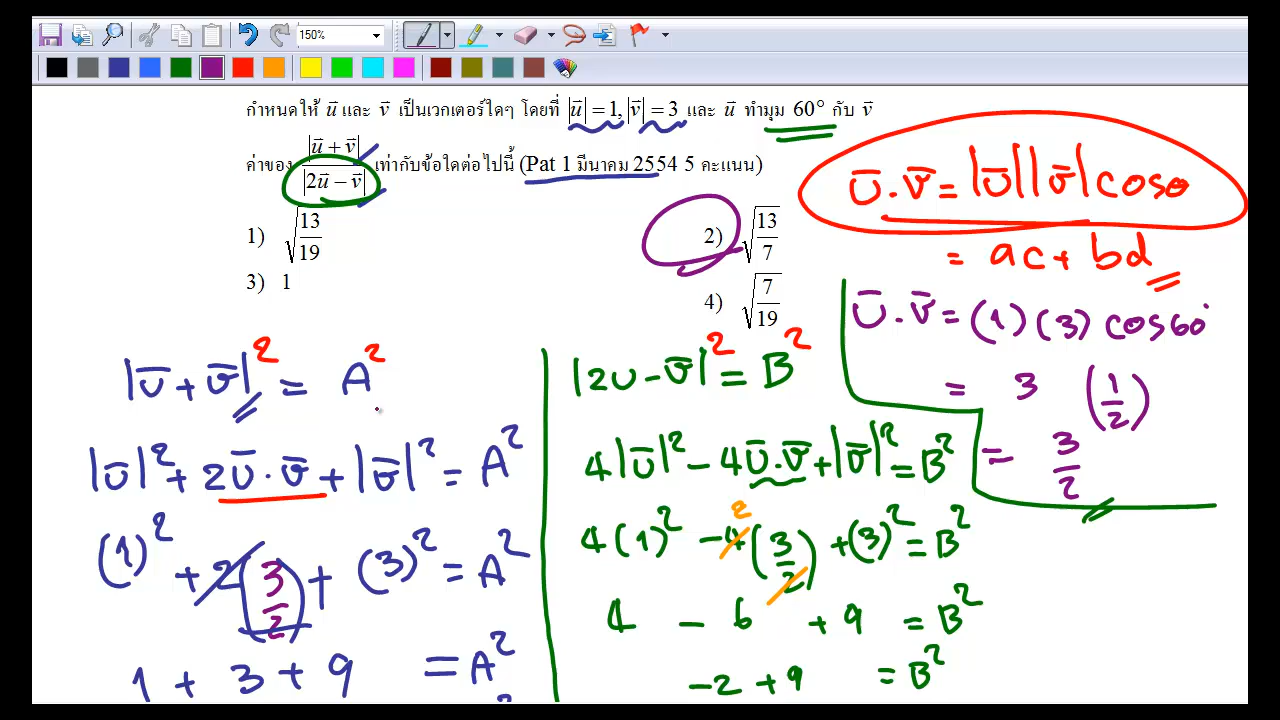 150%
กำหนดให้ u⃗ และ v⃗ เป็นเวกเตอร์ใดๆ โดยที่ |u⃗| = 1, |v⃗| = 3 และ u⃗ ทำมุม 60° กับ v⃗
ค่าของ |u⃗ + v⃗| / |2u⃗ − v⃗| เท่ากับข้อใดต่อไปนี้ (Pat 1 มีนาคม 2554 5 คะแนน)
1) √(13/19)
2) √(13/7)
3) 1
4) √(7/19)
u̅ . v̅ = |u̅| |v̅| cosθ
= ac + bd
u̅ . v̅ = (1) (3) cos60°
= 3 (1/2)
= 3/2
|u̅ + v̅|² = A²
|u̅|² + 2u̅ . v̅ + |v̅|² = A²
(1)² + 2(3/2) + (3)² = A²
1 + 3 + 9 = A²
|2u − v̅|² = B²
4|u̅|² − 4u̅ . v̅ + |v̅|² = B²
2
4(1)² − 4(3/2) + (3)² = B²
4 − 6 + 9 = B²
−2 + 9 = B²